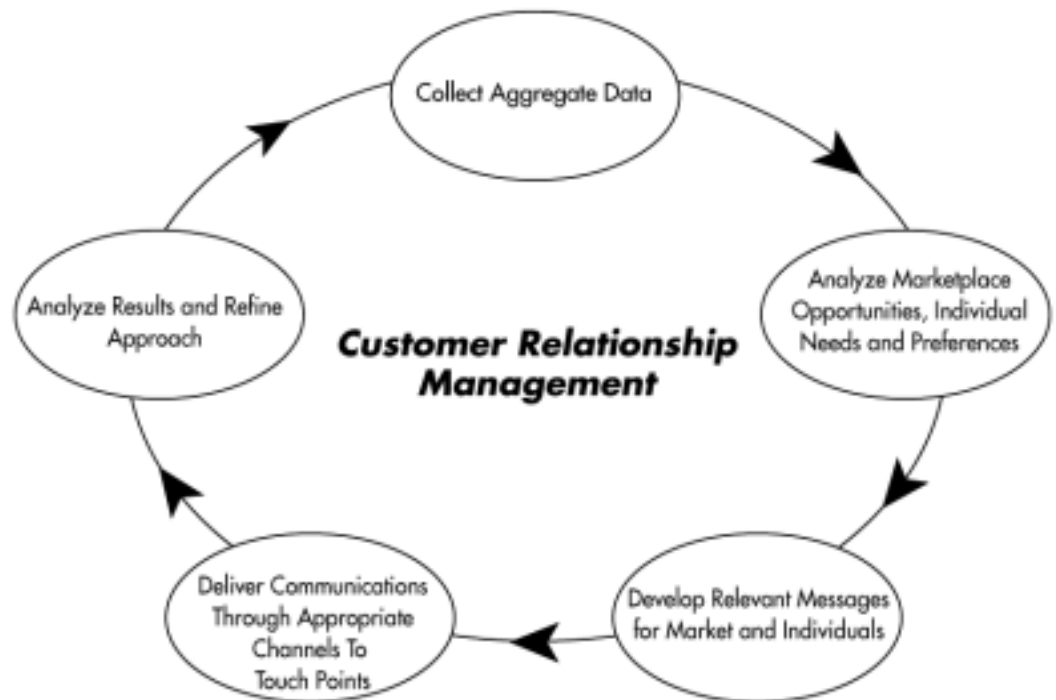 Collect Aggregate Data
Analyze Marketplace
Opportunities, Individual
Needs and Preferences
Develop Relevant Messages
for Market and Individuals
Deliver Communications
Through Appropriate
Channels To
Touch Points
Analyze Results and Refine
Approach
Customer Relationship
Management